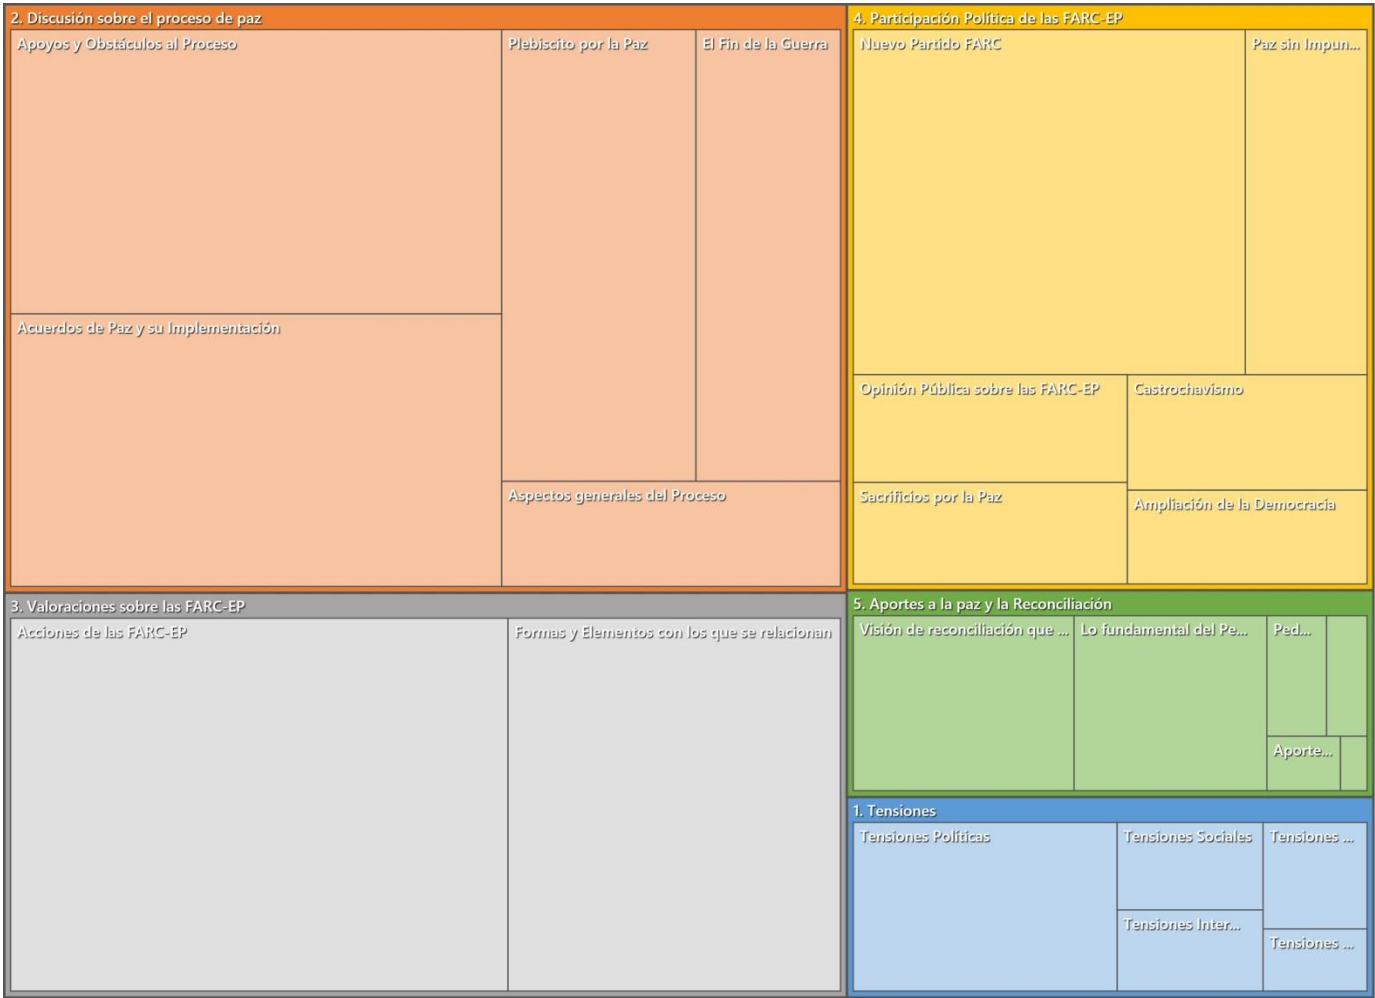 2. Discusión sobre el proceso de paz
Apoyos y Obstáculos al Proceso
Plebiscito por la Paz
El Fin de la Guerra
Acuerdos de Paz y su Implementación
Aspectos generales del Proceso
4. Participación Política de las FARC-EP
Nuevo Partido FARC
Paz sin Impun...
Opinión Pública sobre las FARC-EP
Castrochavismo
Sacrificios por la Paz
Ampliación de la Democracia
3. Valoraciones sobre las FARC-EP
Acciones de las FARC-EP
Formas y Elementos con los que se relacionan
5. Aportes a la paz y la Reconciliación
Visión de reconciliación que ...
Lo fundamental del Pe...
Ped...
Aporte...
1. Tensiones
Tensiones Políticas
Tensiones Sociales
Tensiones ...
Tensiones Inter...
Tensiones ...